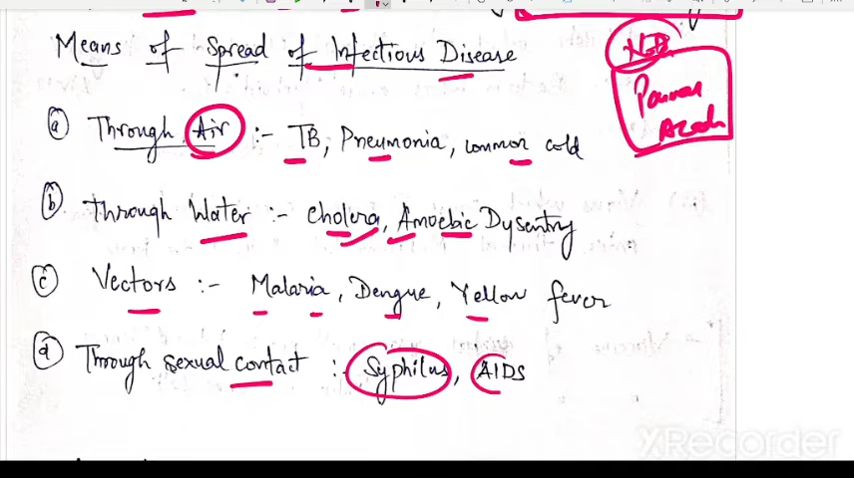 Means of Spread of Infectious Disease
N.B
ⓐ Through Air :- TB, Pneumonia, common cold
ⓑ Through Water :- Cholera, Amoebic Dysentry
ⓒ Vectors :- Malaria, Dengue, Yellow fever
ⓓ Through sexual contact :- Syphilus, AIDS
XRecorder